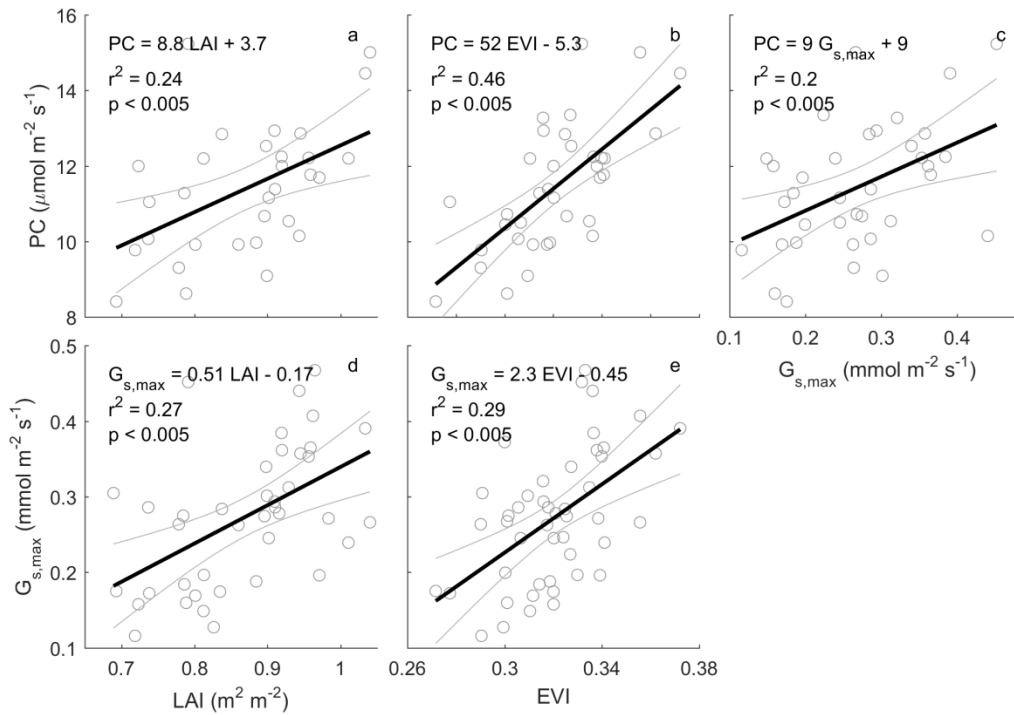 PC = 8.8 LAI + 3.7
a
r² = 0.24
p < 0.005
PC (μmol m⁻² s⁻¹)
16
14
12
10
8
PC = 52 EVI - 5.3
b
r² = 0.46
p < 0.005
PC = 9 Gs,max + 9
c
r² = 0.2
p < 0.005
0.1 0.2 0.3 0.4
Gs,max (mmol m⁻² s⁻¹)
Gs,max = 0.51 LAI - 0.17
d
r² = 0.27
p < 0.005
Gs,max (mmol m⁻² s⁻¹)
0.5
0.4
0.3
0.2
0.1
0.7 0.8 0.9 1
LAI (m² m⁻²)
Gs,max = 2.3 EVI - 0.45
e
r² = 0.29
p < 0.005
0.26 0.3 0.34 0.38
EVI